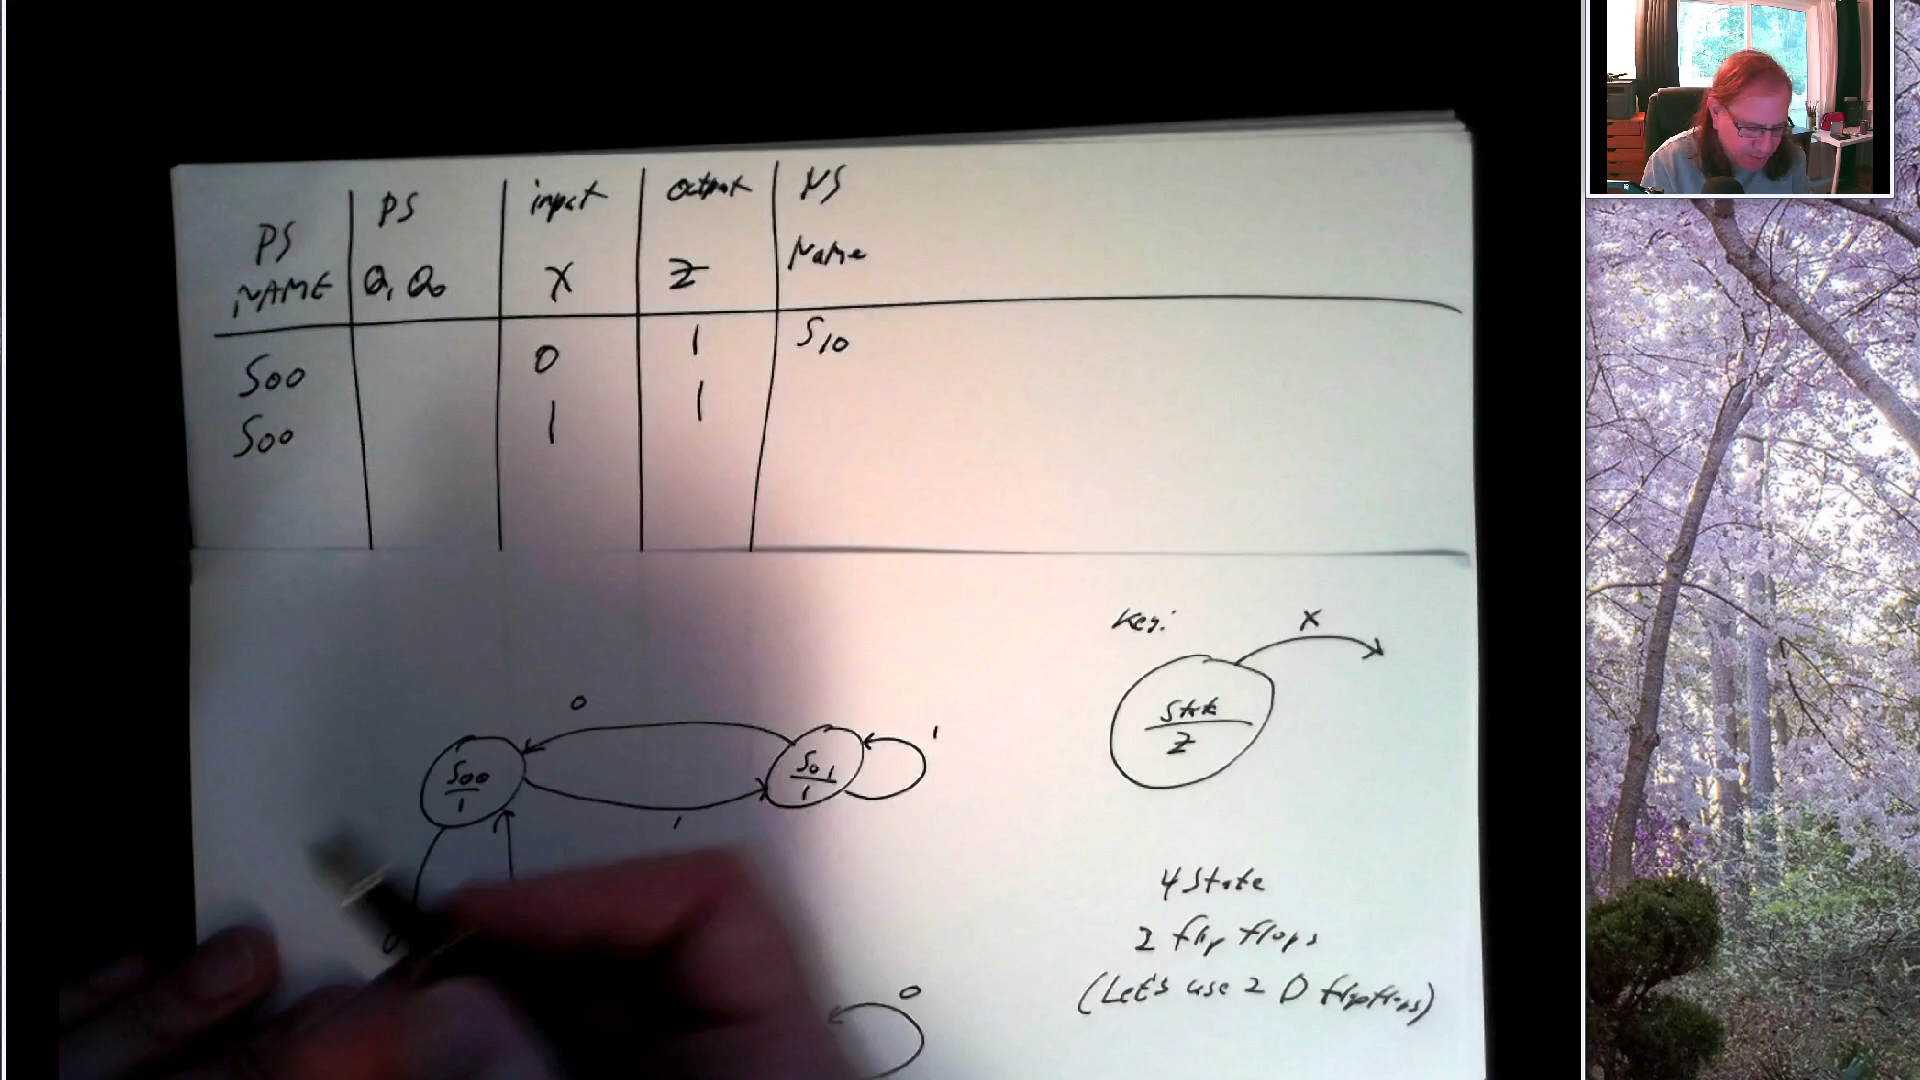 PS NAME | PS Q₁ Q₀ | input X | output Z | NS Name
S00 | | 0 | 1 | S10
S00 | | 1 | 1 |
Key:
X
State
Z
0
S00
1
S01
1
1
1
0
0
4 State
2 flip flops
(Let's use 2 D flipflops)